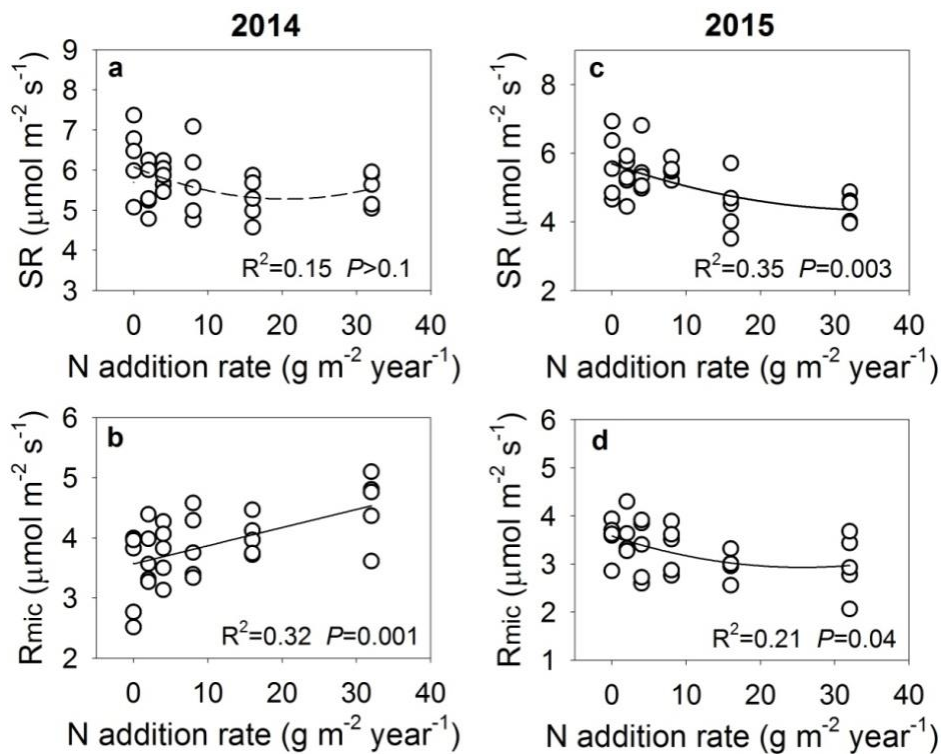 2014
2015
a
9
8
7
6
5
4
3
SR (μmol m⁻² s⁻¹)
R²=0.15 P>0.1
0 10 20 30 40
N addition rate (g m⁻² year⁻¹)
c
8
6
4
2
SR (μmol m⁻² s⁻¹)
R²=0.35 P=0.003
0 10 20 30 40
N addition rate (g m⁻² year⁻¹)
b
6
5
4
3
2
Rmic (μmol m⁻² s⁻¹)
R²=0.32 P=0.001
0 10 20 30 40
N addition rate (g m⁻² year⁻¹)
d
6
5
4
3
2
1
Rmic (μmol m⁻² s⁻¹)
R²=0.21 P=0.04
0 10 20 30 40
N addition rate (g m⁻² year⁻¹)